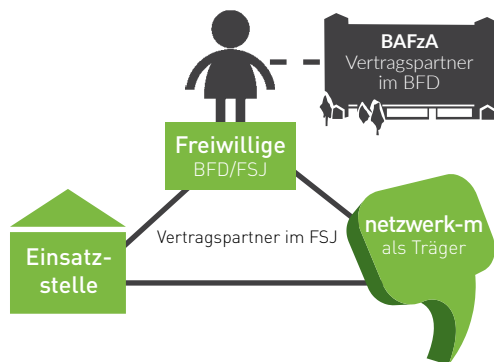 BAFzA
Vertragspartner
im BFD
Freiwillige
BFD/FSJ
Vertragspartner im FSJ
Einsatz-
stelle
netzwerk-m
als Träger